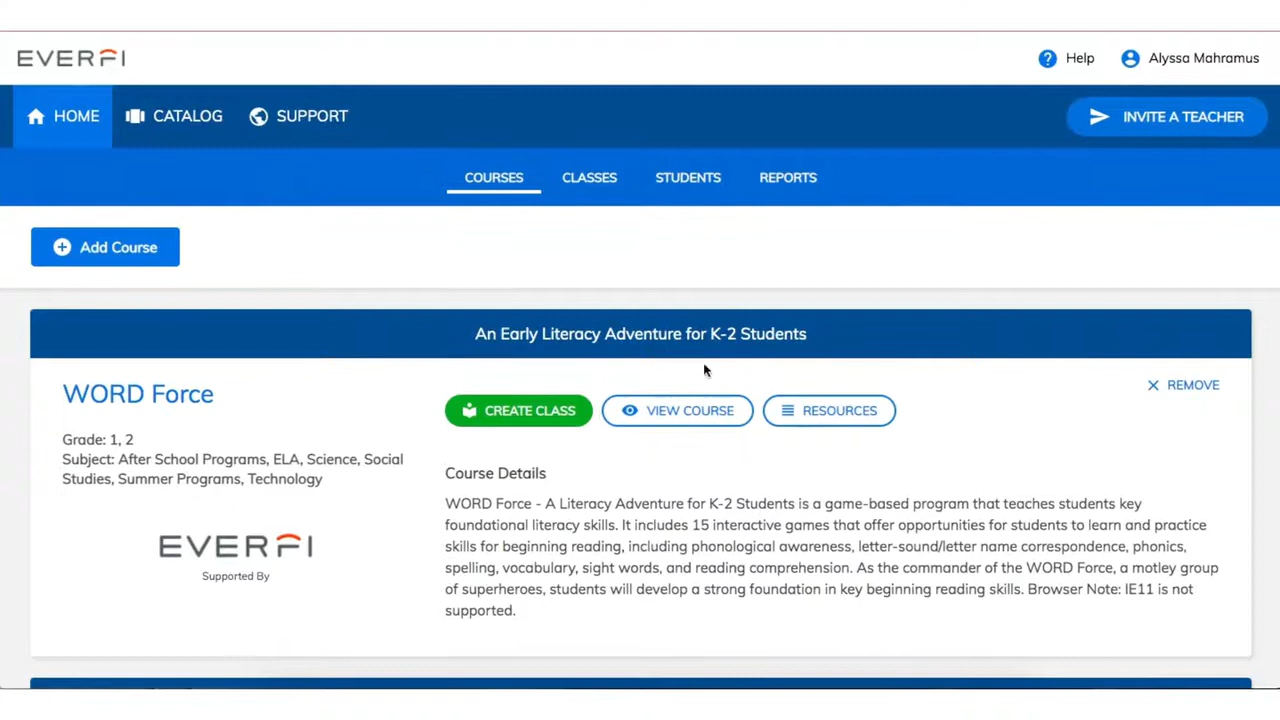 EVERFI
Help
Alyssa Mahramus
HOME
CATALOG
SUPPORT
INVITE A TEACHER
COURSES
CLASSES
STUDENTS
REPORTS
Add Course
An Early Literacy Adventure for K-2 Students
WORD Force
Grade: 1, 2
Subject: After School Programs, ELA, Science, Social
Studies, Summer Programs, Technology
EVERFI
Supported By
CREATE CLASS
VIEW COURSE
RESOURCES
REMOVE
Course Details
WORD Force - A Literacy Adventure for K-2 Students is a game-based program that teaches students key
foundational literacy skills. It includes 15 interactive games that offer opportunities for students to learn and practice
skills for beginning reading, including phonological awareness, letter-sound/letter name correspondence, phonics,
spelling, vocabulary, sight words, and reading comprehension. As the commander of the WORD Force, a motley group
of superheroes, students will develop a strong foundation in key beginning reading skills. Browser Note: IE11 is not
supported.